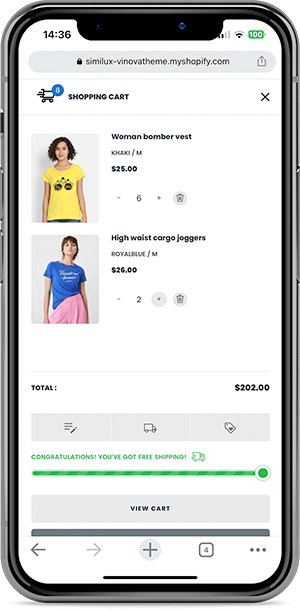 14:36
100
similux-vinovatheme.myshopify.com
8
SHOPPING CART
Woman bomber vest
KHAKI / M
$25.00
- 6 +
High waist cargo joggers
ROYALBLUE / M
$26.00
- 2 +
TOTAL :
$202.00
CONGRATULATIONS! YOU'VE GOT FREE SHIPPING!
VIEW CART
4